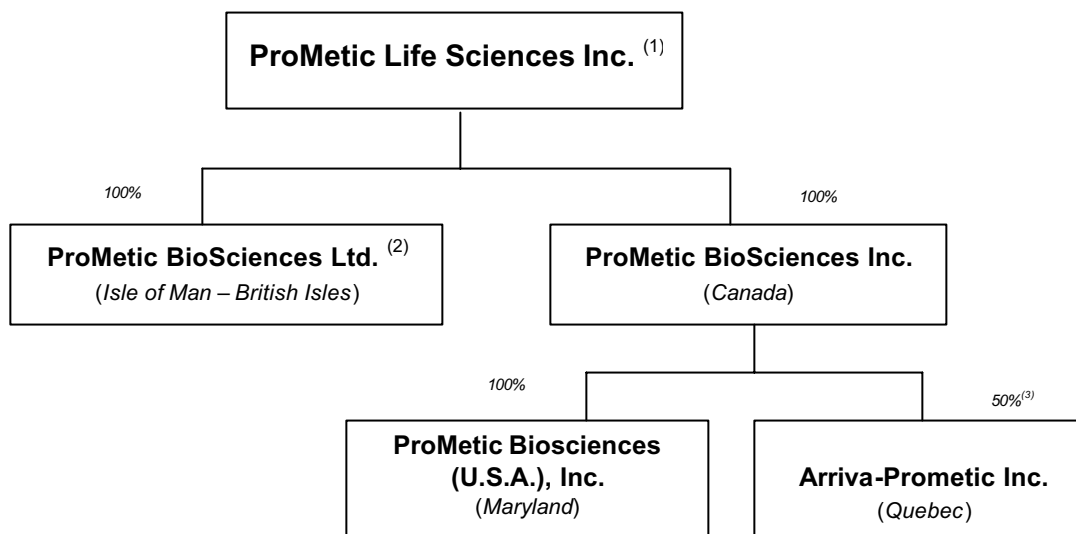 ProMetic Life Sciences Inc. (1)
100%
100%
ProMetic BioSciences Ltd. (2)
(Isle of Man – British Isles)
ProMetic BioSciences Inc.
(Canada)
100%
50%(3)
ProMetic Biosciences
(U.S.A.), Inc.
(Maryland)
Arriva-Prometic Inc.
(Quebec)